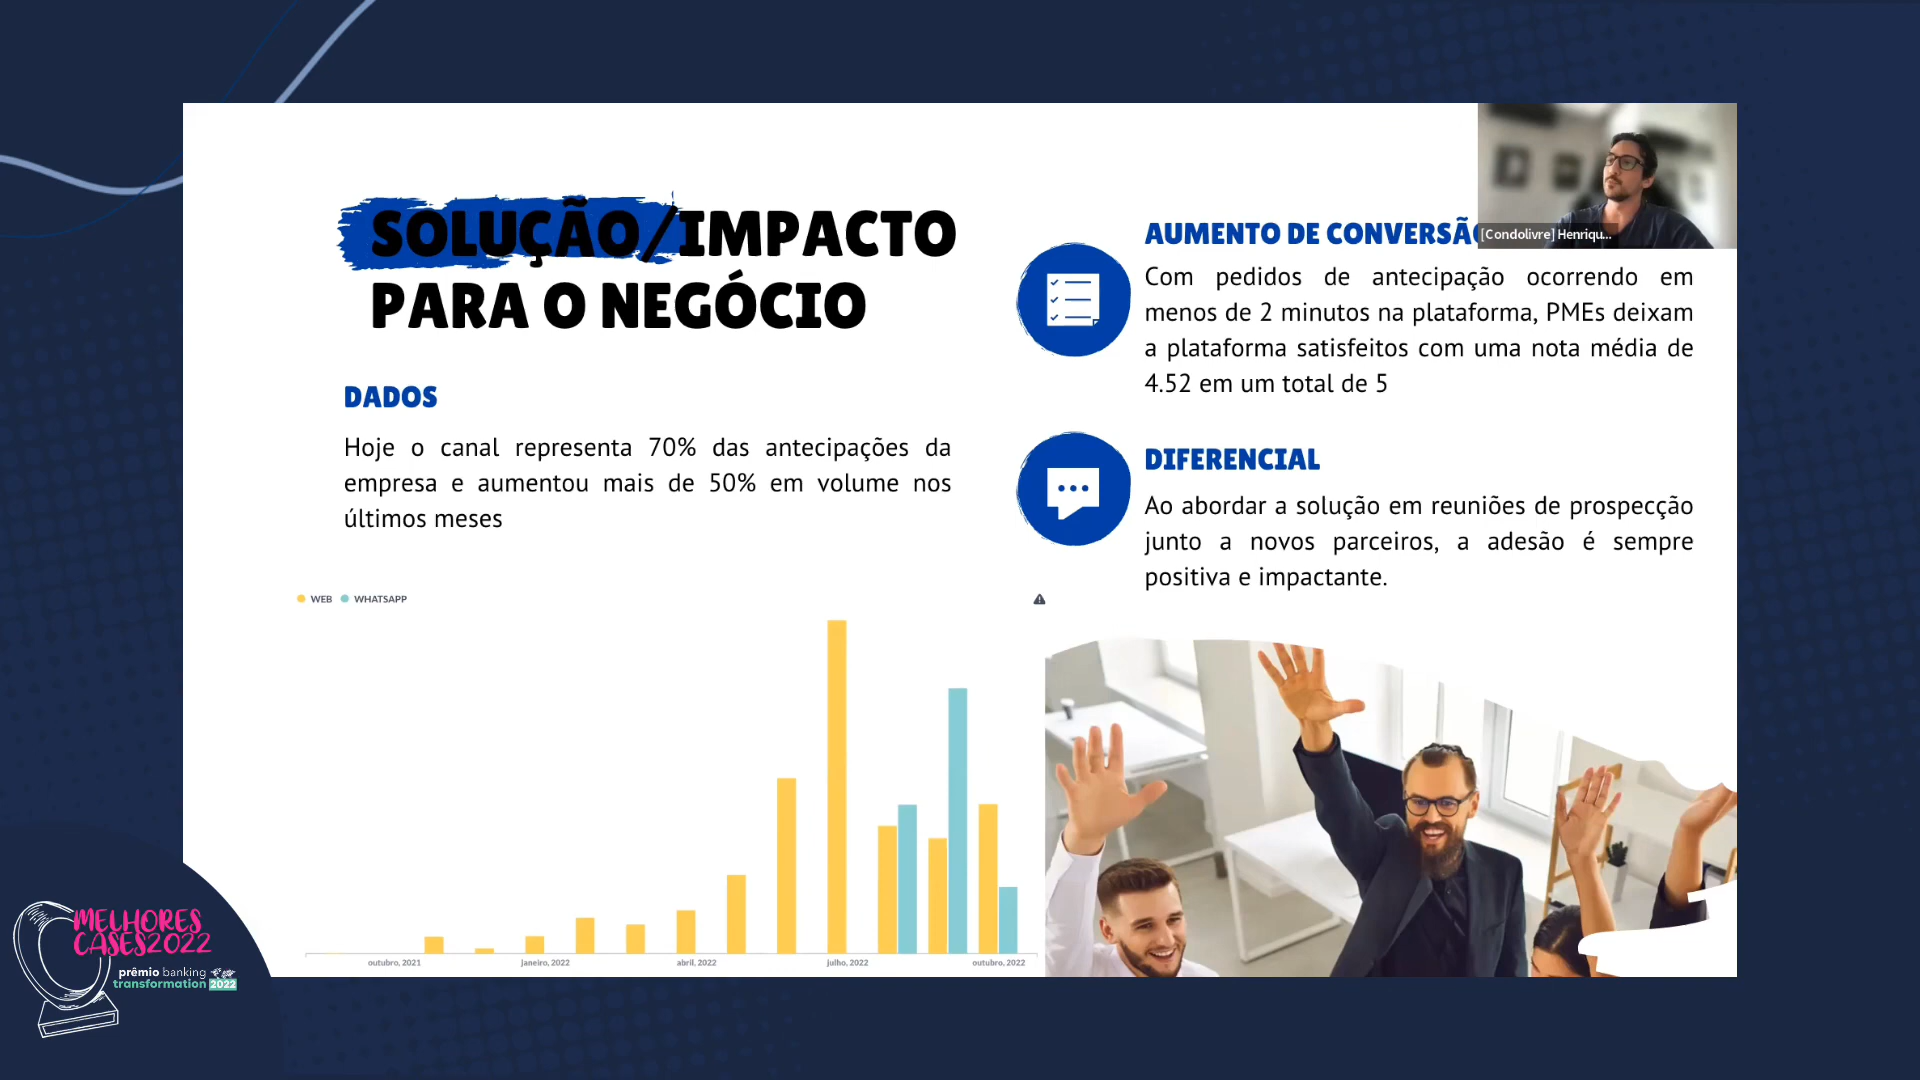 SOLUÇÃO/IMPACTO
PARA O NEGÓCIO
DADOS
Hoje o canal representa 70% das antecipações da
empresa e aumentou mais de 50% em volume nos
últimos meses
WEB WHATSAPP
outubro, 2021 janeiro, 2022 abril, 2022 julho, 2022 outubro, 2022
AUMENTO DE CONVERSÃ
[Condolivre] Henriqu...
Com pedidos de antecipação ocorrendo em
menos de 2 minutos na plataforma, PMEs deixam
a plataforma satisfeitos com uma nota média de
4.52 em um total de 5
DIFERENCIAL
Ao abordar a solução em reuniões de prospecção
junto a novos parceiros, a adesão é sempre
positiva e impactante.
MELHORES
CASES2022
prêmio banking
transformation 2022